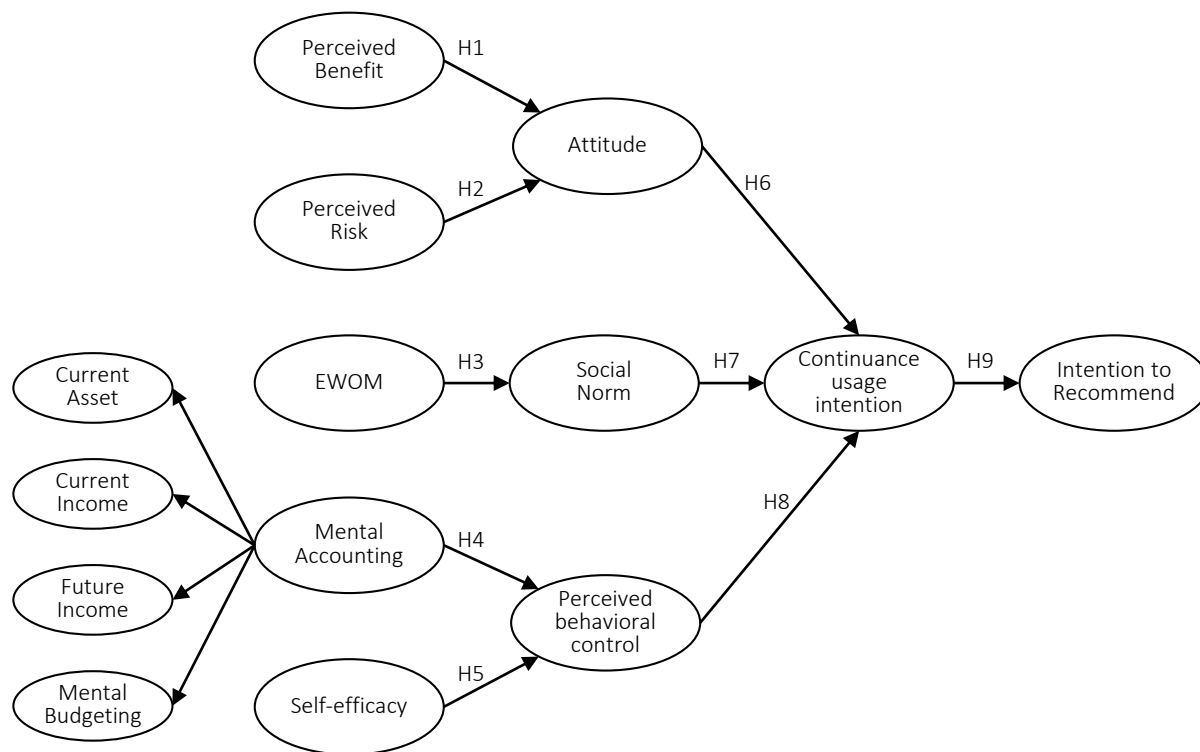 Perceived
Benefit
H1
Attitude
H2
Perceived
Risk
H6
EWOM
H3
Social
Norm
H7
Continuance
usage
intention
H9
Intention to
Recommend
Current
Asset
Current
Income
Future
Income
Mental
Budgeting
Mental
Accounting
H4
Perceived
behavioral
control
H8
H5
Self-efficacy